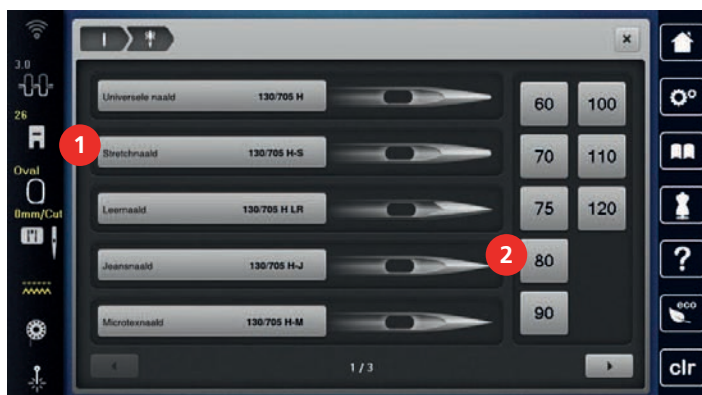 3.0
26
Oval
0mm/Cut
1
2
Universele naald 130/705 H
Stretchnaald 130/705 H-S
Leernaald 130/705 H LR
Jeansnaald 130/705 H-J
Microtexnaald 130/705 H-M
60 100
70 110
75 120
80
90
1 / 3
?
eco
clr